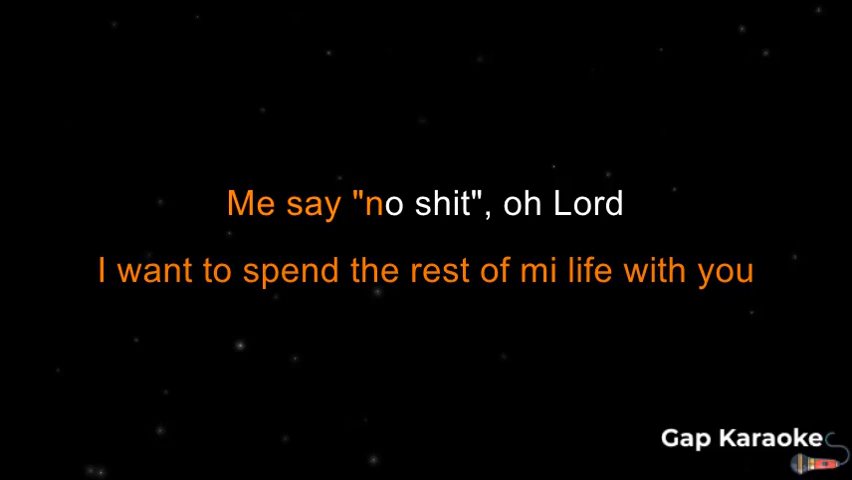 Me say "no shit", oh Lord
I want to spend the rest of mi life with you
Gap Karaoke